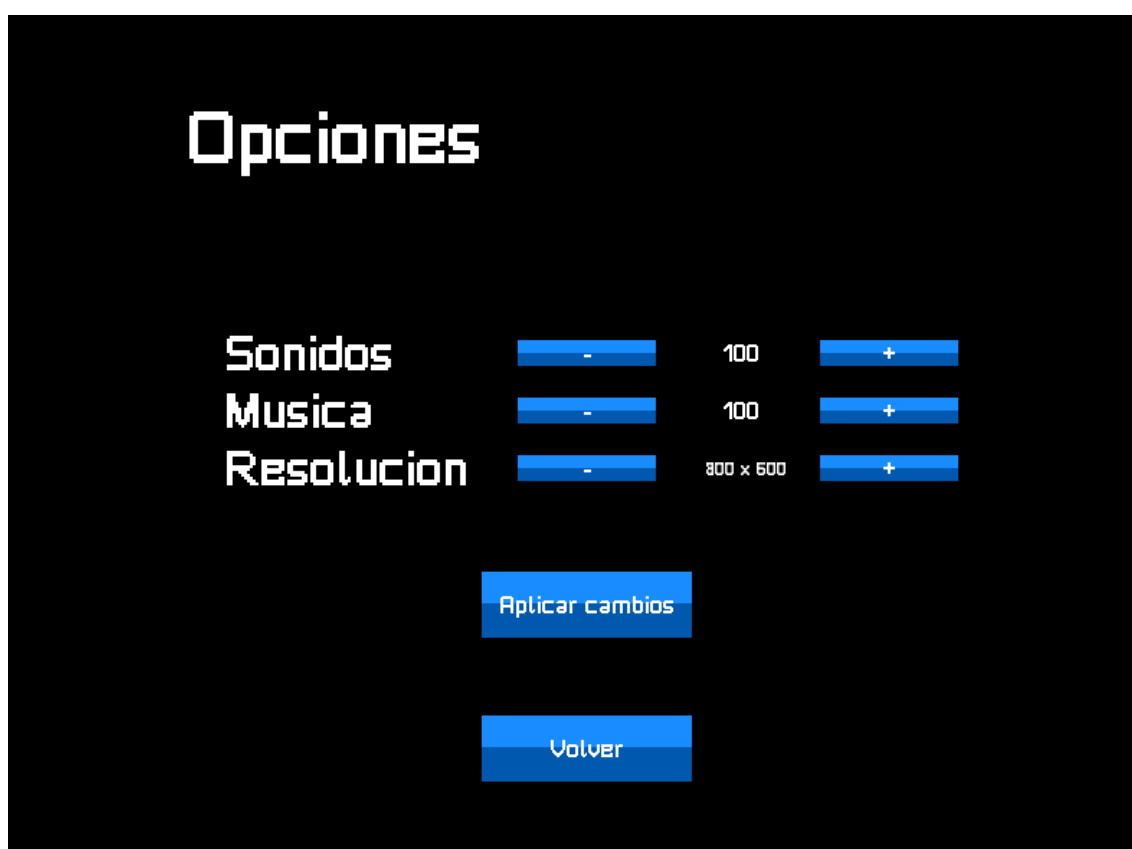 Opciones
Sonidos - 100 +
Musica - 100 +
Resolucion - 800 x 600 +
Aplicar cambios
Volver